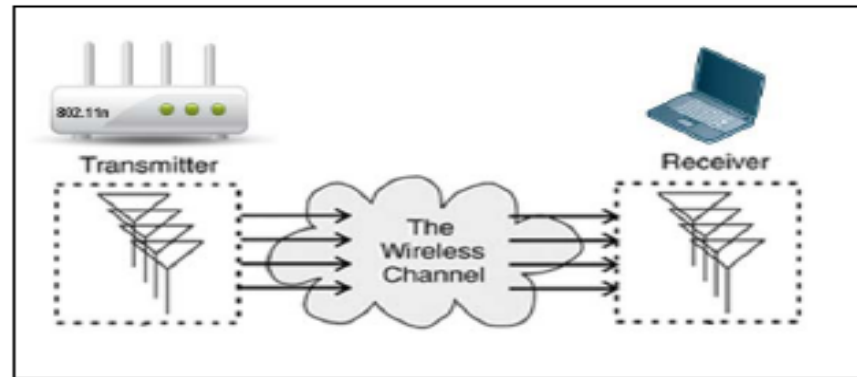 802.11n
Transmitter
Receiver
The
Wireless
Channel